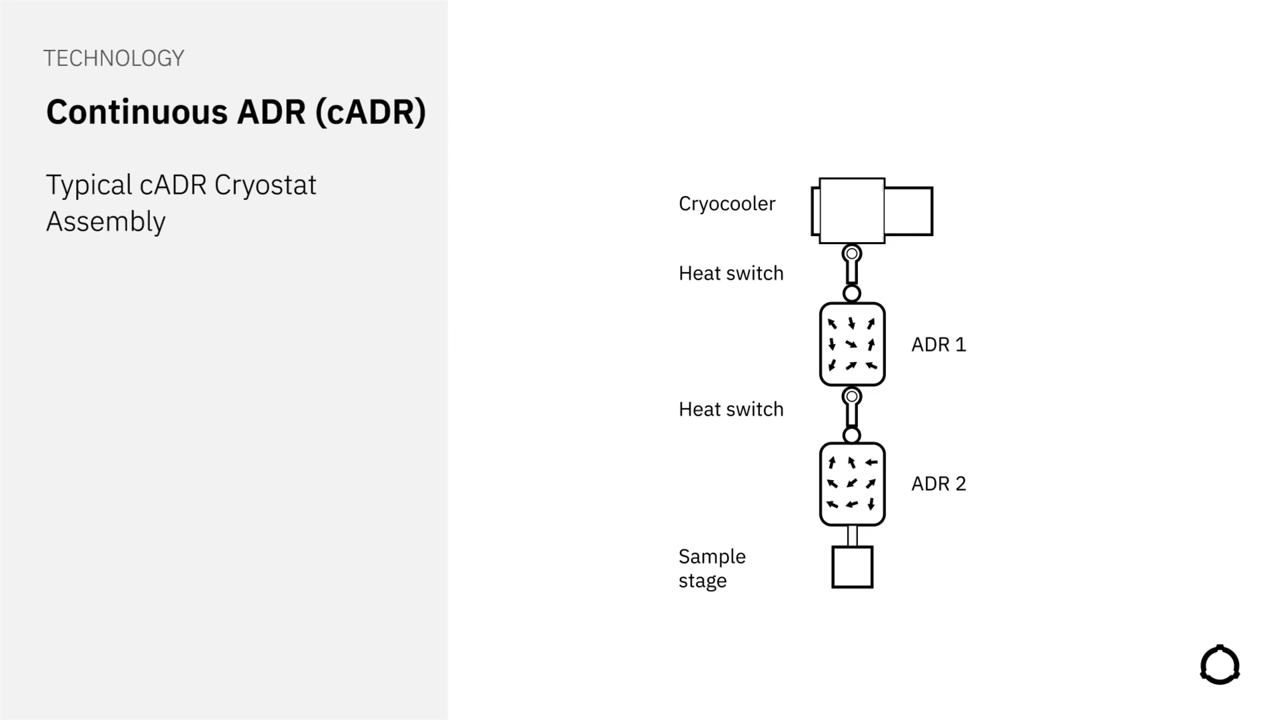 TECHNOLOGY
Continuous ADR (cADR)
Typical cADR Cryostat
Assembly
Cryocooler
Heat switch
ADR 1
Heat switch
ADR 2
Sample
stage